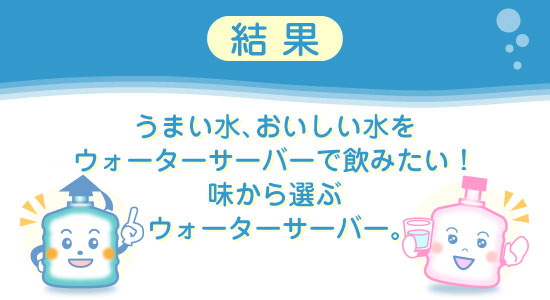 結果
うまい水、おいしい水を
ウォーターサーバーで飲みたい！
味から選ぶ
ウォーターサーバー。